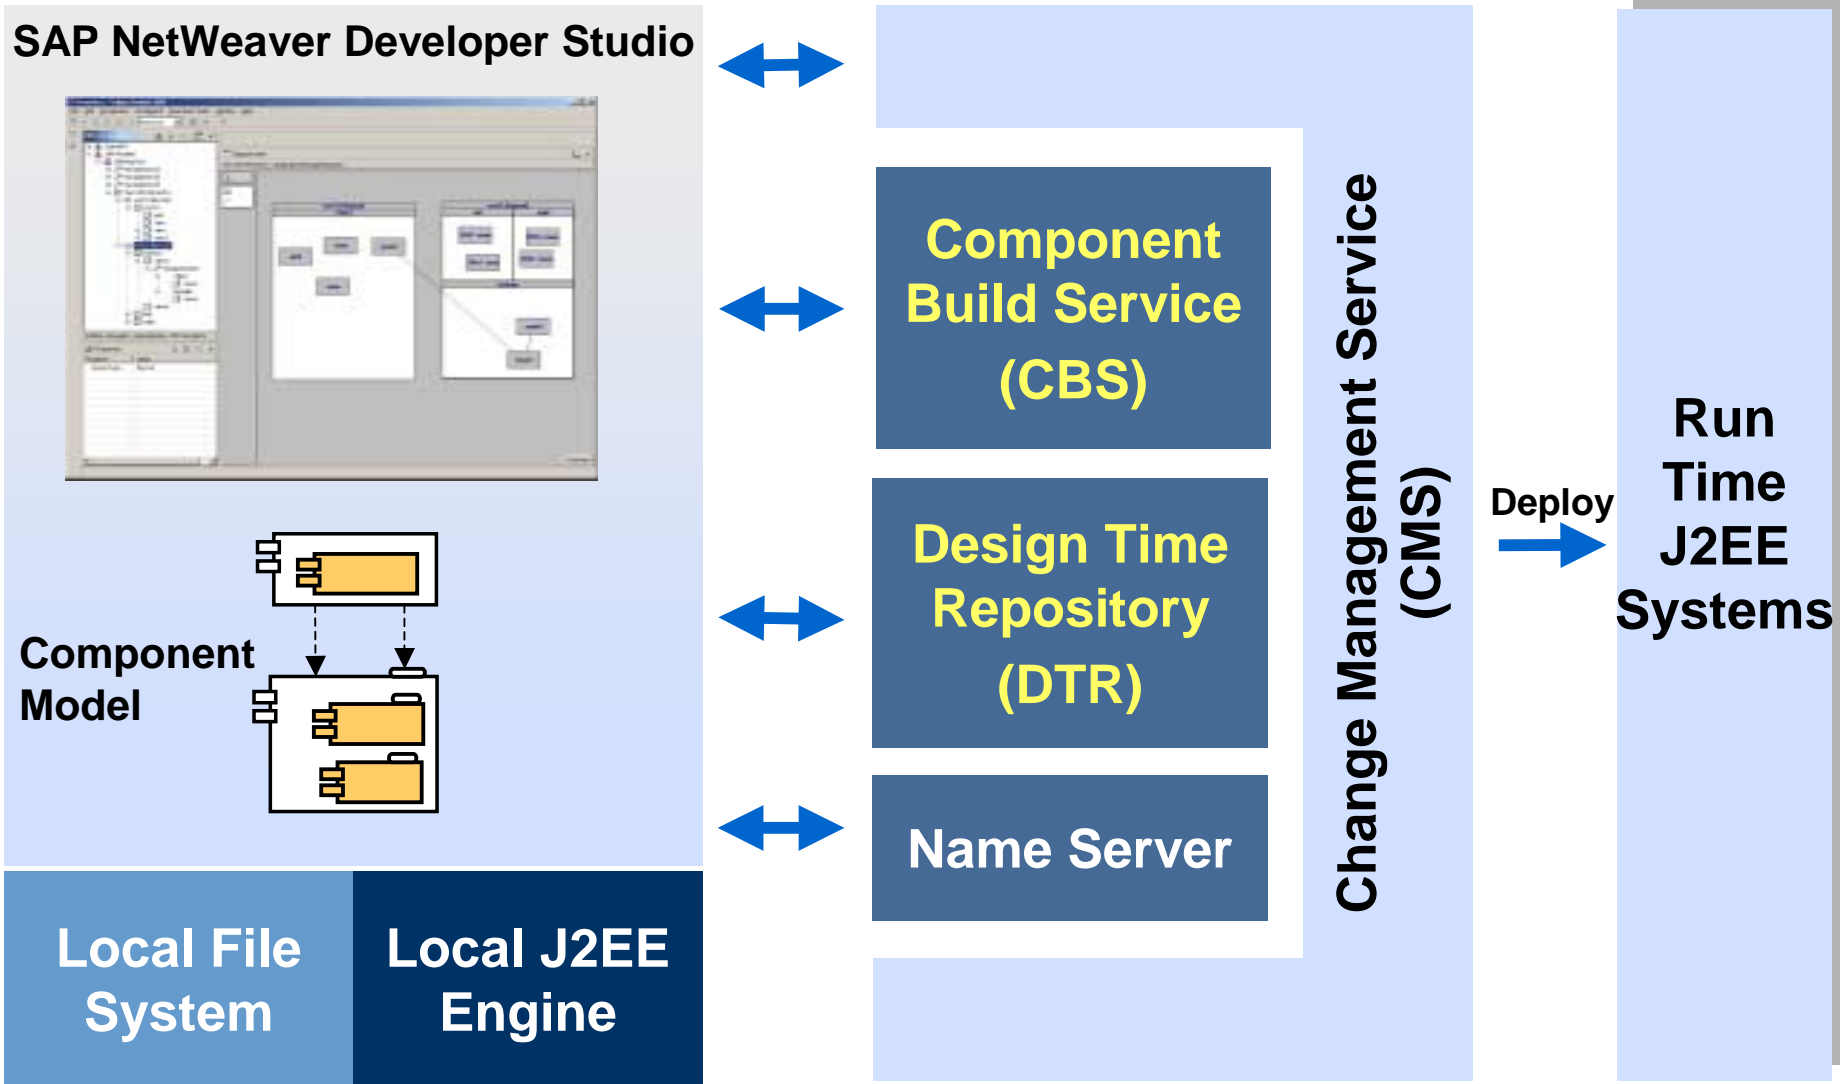 SAP NetWeaver Developer Studio
Component
Model
Local File
System
Local J2EE
Engine
Component
Build Service
(CBS)
Design Time
Repository
(DTR)
Name Server
Change Management Service
(CMS)
Deploy
Run
Time
J2EE
Systems